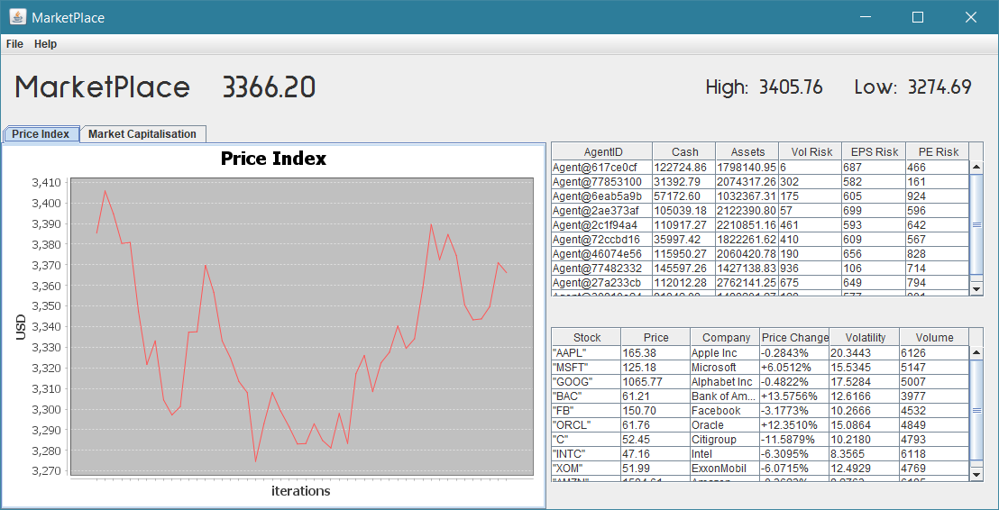 MarketPlace
File Help
MarketPlace 3366.20 High: 3405.76 Low: 3274.69
Price Index Market Capitalisation
Price Index
3,410
3,400
3,390
3,380
3,370
3,360
3,350
3,340
3,330
3,320
3,310
3,300
3,290
3,280
3,270
USD
iterations
AgentID Cash Assets Vol Risk EPS Risk PE Risk
Agent@617ce0cf 122724.86 1798140.95 6 687 466
Agent@77853100 31392.79 2074317.26 302 582 161
Agent@6eab5a9b 57172.60 1032367.31 175 605 924
Agent@2ae373af 105039.18 2122390.80 57 699 596
Agent@2c1f94a4 110917.27 2210851.16 461 593 642
Agent@72ccbd16 35997.42 1822261.62 410 609 567
Agent@46074e56 115950.27 2060420.78 190 656 828
Agent@77482332 145597.26 1427138.83 936 106 714
Agent@27a233cb 112012.28 2762141.25 675 649 794
Stock Price Company Price Change Volatility Volume
"AAPL" 165.38 Apple Inc -0.2843% 20.3443 6126
"MSFT" 125.18 Microsoft +6.0512% 15.5345 5147
"GOOG" 1065.77 Alphabet Inc -0.4822% 17.5284 5007
"BAC" 61.21 Bank of Am... +13.5756% 12.6166 3977
"FB" 150.70 Facebook -3.1773% 10.2666 4532
"ORCL" 61.76 Oracle +12.3510% 15.0864 4849
"C" 52.45 Citigroup -11.5879% 10.2180 4793
"INTC" 47.16 Intel -6.3095% 8.3565 6118
"XOM" 51.99 ExxonMobil -6.0715% 12.4929 4769